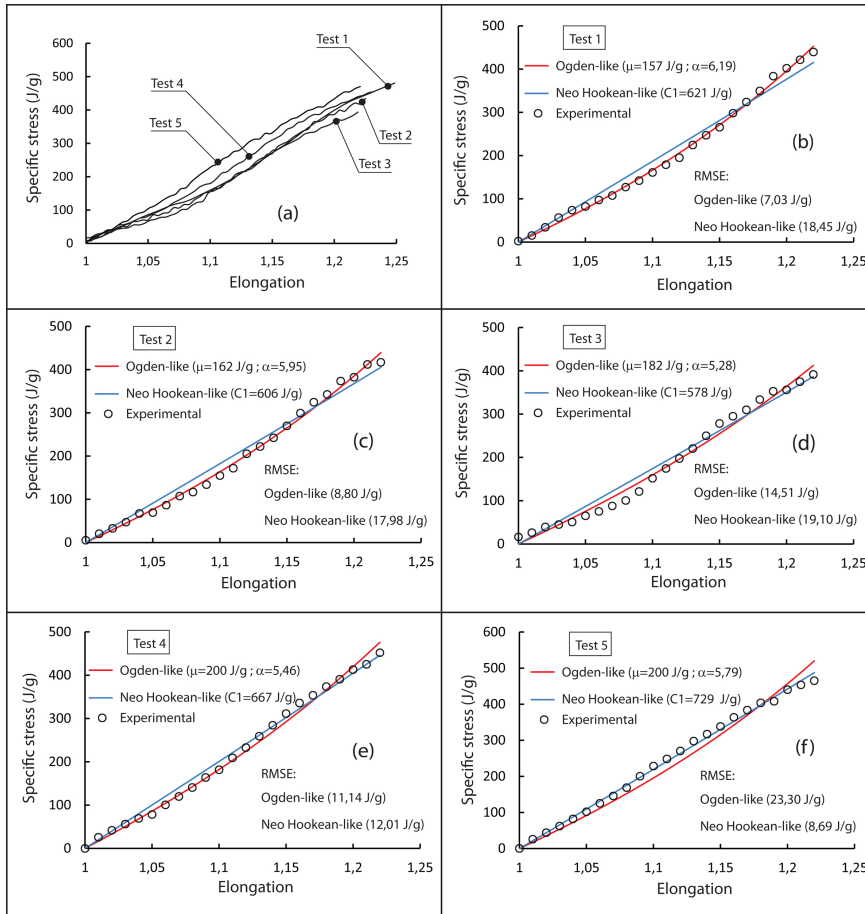 600
500
400
300
200
100
0
Specific stress (J/g)
Test 1
Test 4
Test 5
Test 2
Test 3
(a)
1
1,05
1,1
1,15
1,2
1,25
Elongation
500
400
300
200
100
0
Specific stress (J/g)
Test 1
Ogden-like (μ=157 J/g ; α=6,19)
Neo Hookean-like (C1=621 J/g)
Experimental
(b)
RMSE:
Ogden-like (7,03 J/g)
Neo Hookean-like (18,45 J/g)
1
1,05
1,1
1,15
1,2
1,25
Elongation
500
400
300
200
100
0
Specific stress (J/g)
Test 2
Ogden-like (μ=162 J/g ; α=5,95)
Neo Hookean-like (C1=606 J/g)
Experimental
(c)
RMSE:
Ogden-like (8,80 J/g)
Neo Hookean-like (17,98 J/g)
1
1,05
1,1
1,15
1,2
1,25
Elongation
500
400
300
200
100
0
Specific stress (J/g)
Test 3
Ogden-like (μ=182 J/g ; α=5,28)
Neo Hookean-like (C1=578 J/g)
Experimental
(d)
RMSE:
Ogden-like (14,51 J/g)
Neo Hookean-like (19,10 J/g)
1
1,05
1,1
1,15
1,2
1,25
Elongation
500
400
300
200
100
0
Specific stress (J/g)
Test 4
Ogden-like (μ=200 J/g ; α=5,46)
Neo Hookean-like (C1=667 J/g)
Experimental
(e)
RMSE:
Ogden-like (11,14 J/g)
Neo Hookean-like (12,01 J/g)
1
1,05
1,1
1,15
1,2
1,25
Elongation
600
500
400
300
200
100
0
Specific stress (J/g)
Test 5
Ogden-like (μ=200 J/g ; α=5,79)
Neo Hookean-like (C1=729 J/g)
Experimental
(f)
RMSE:
Ogden-like (23,30 J/g)
Neo Hookean-like (8,69 J/g)
1
1,05
1,1
1,15
1,2
1,25
Elongation